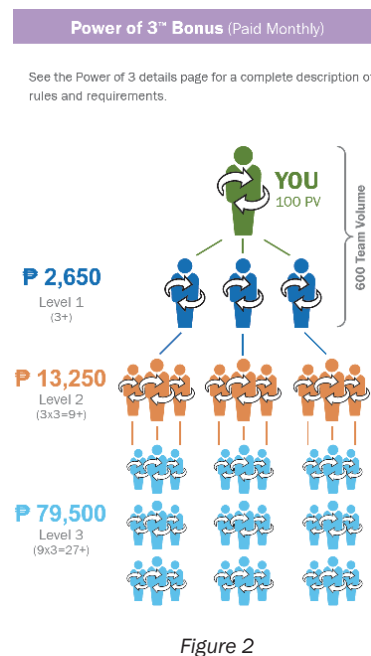 Power of 3™ Bonus (Paid Monthly)
See the Power of 3 details page for a complete description of
rules and requirements.
YOU
100 PV
600 Team Volume
₱ 2,650
Level 1
(3+)
₱ 13,250
Level 2
(3x3=9+)
₱ 79,500
Level 3
(9x3=27+)
Figure 2